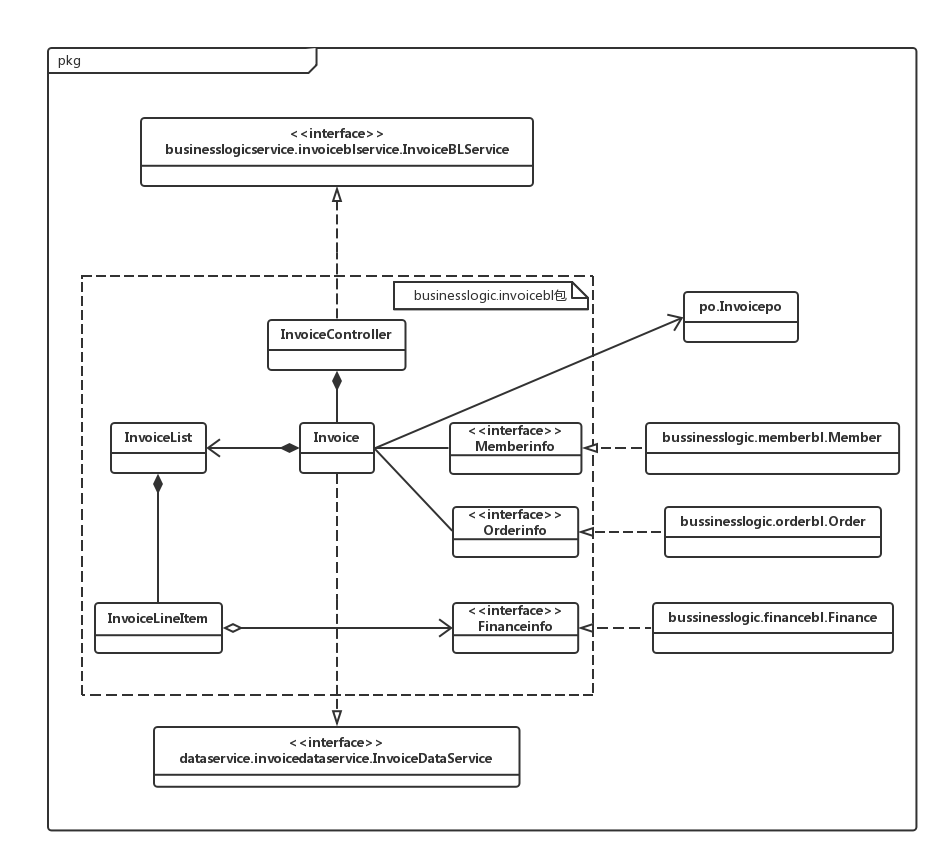 pkg
<<interface>>
businesslogicservice.invoiceblservice.InvoiceBLService
businesslogic.invoicebl包
po.Invoicepo
InvoiceController
InvoiceList
Invoice
<<interface>>
Memberinfo
bussinesslogic.memberbl.Member
<<interface>>
Orderinfo
bussinesslogic.orderbl.Order
InvoiceLineItem
<<interface>>
Financeinfo
bussinesslogic.financebl.Finance
<<interface>>
dataservice.invoicedataservice.InvoiceDataService